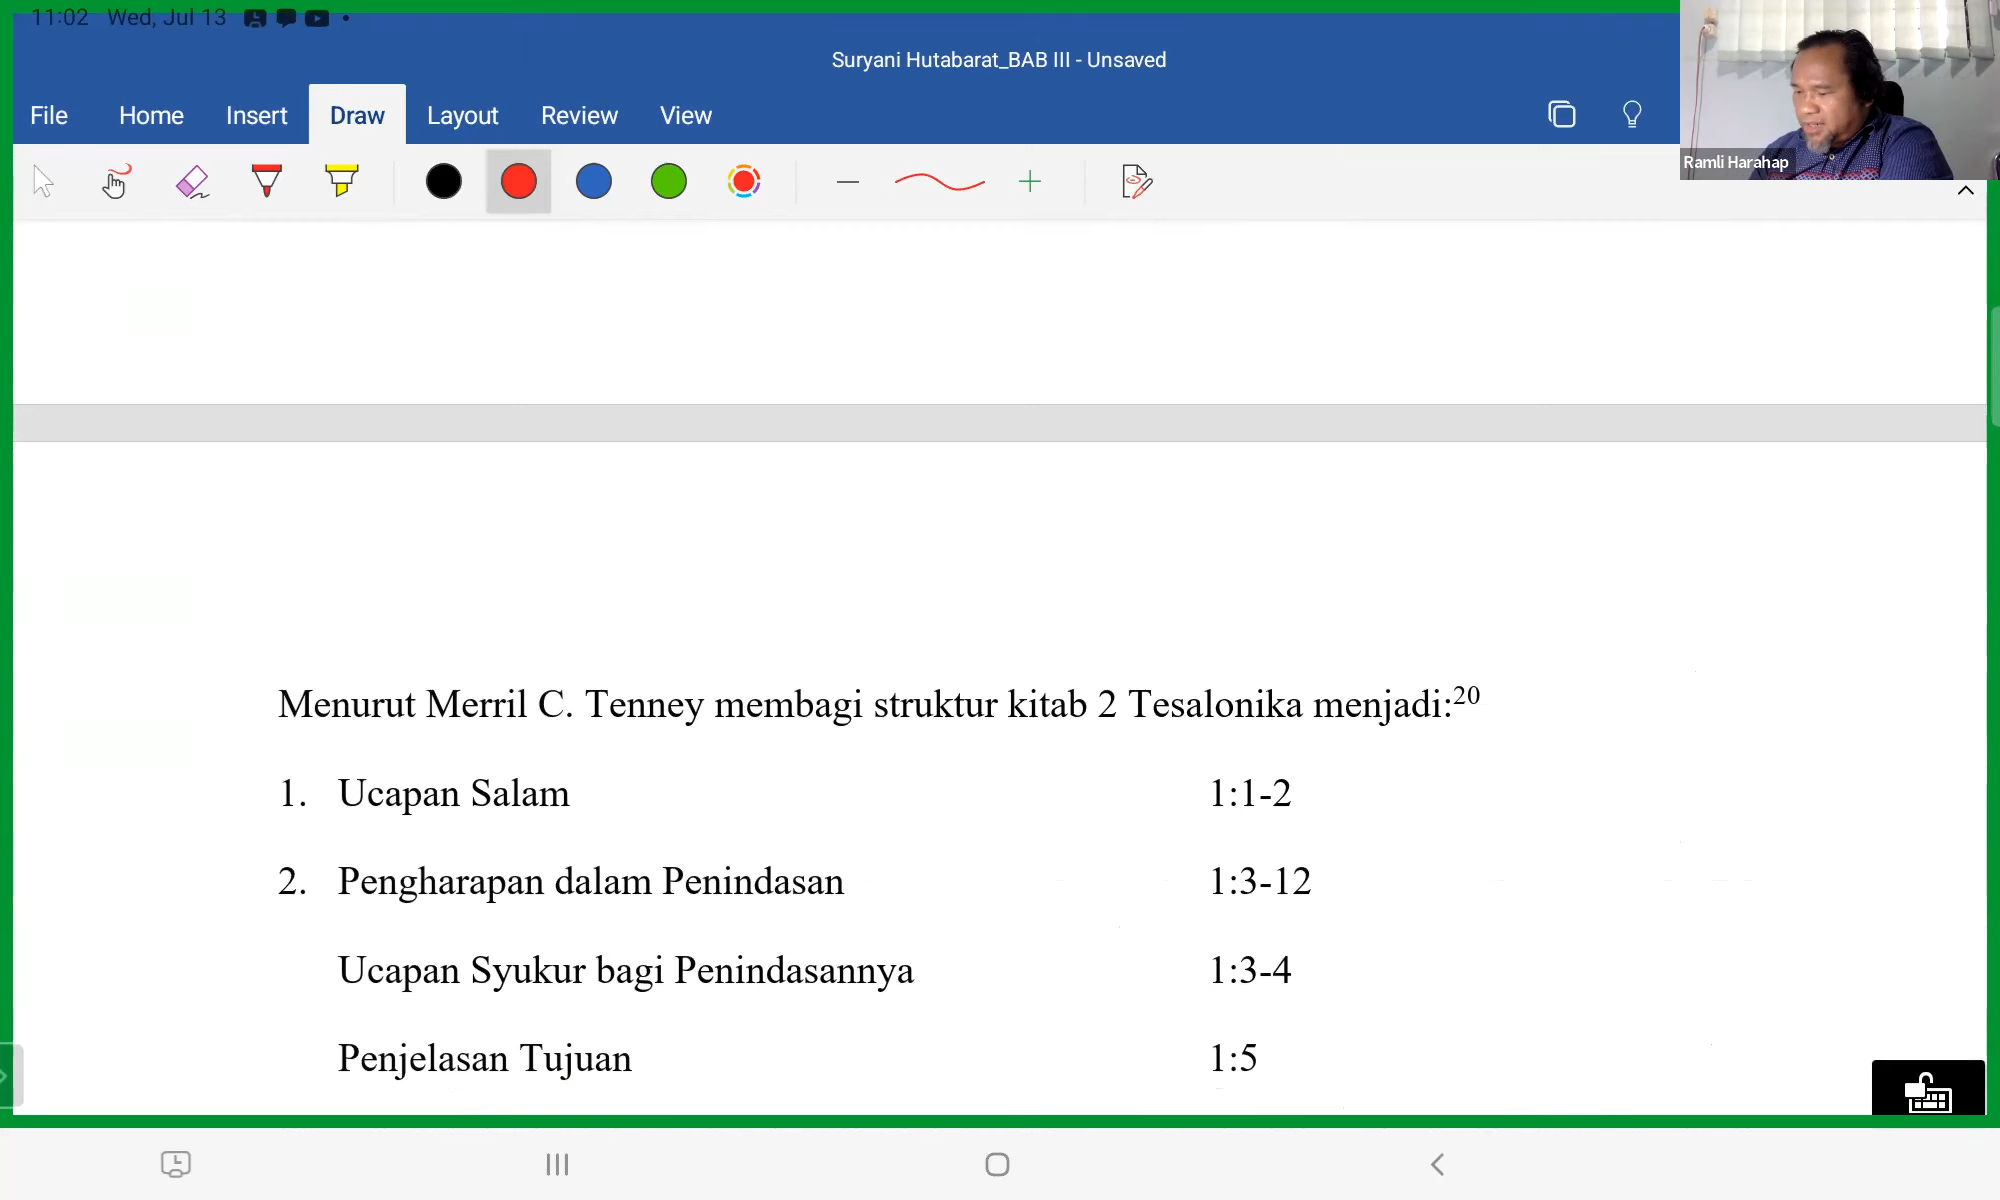 11:02 Wed, Jul 13
Suryani Hutabarat_BAB III - Unsaved
File Home Insert Draw Layout Review View
Ramli Harahap
Menurut Merril C. Tenney membagi struktur kitab 2 Tesalonika menjadi:20
1. Ucapan Salam 1:1-2
2. Pengharapan dalam Penindasan 1:3-12
Ucapan Syukur bagi Penindasannya 1:3-4
Penjelasan Tujuan 1:5